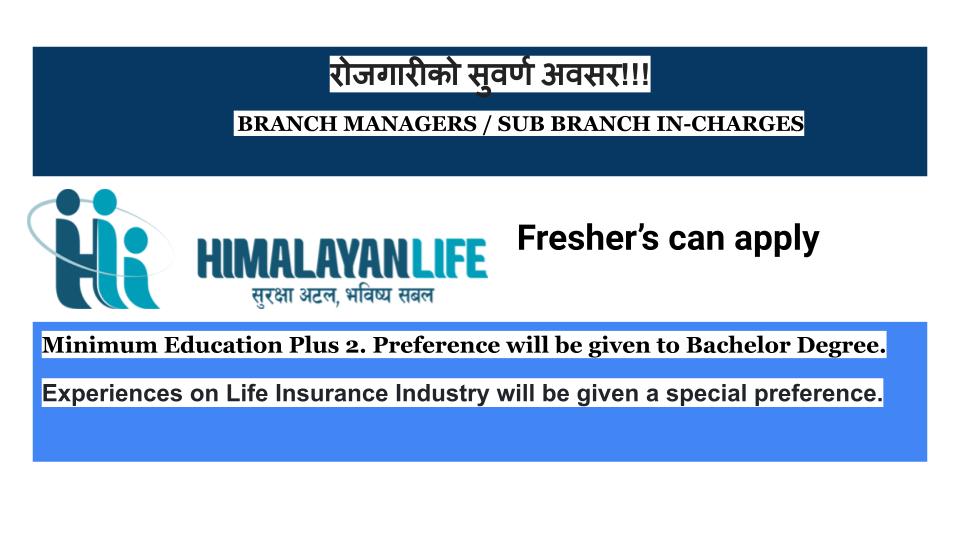 रोजगारीको सुवर्ण अवसर!!!
BRANCH MANAGERS / SUB BRANCH IN-CHARGES
Fresher’s can apply
HIMALAYANLIFE
सुरक्षा अटल, भविष्य सबल
Minimum Education Plus 2. Preference will be given to Bachelor Degree.
Experiences on Life Insurance Industry will be given a special preference.